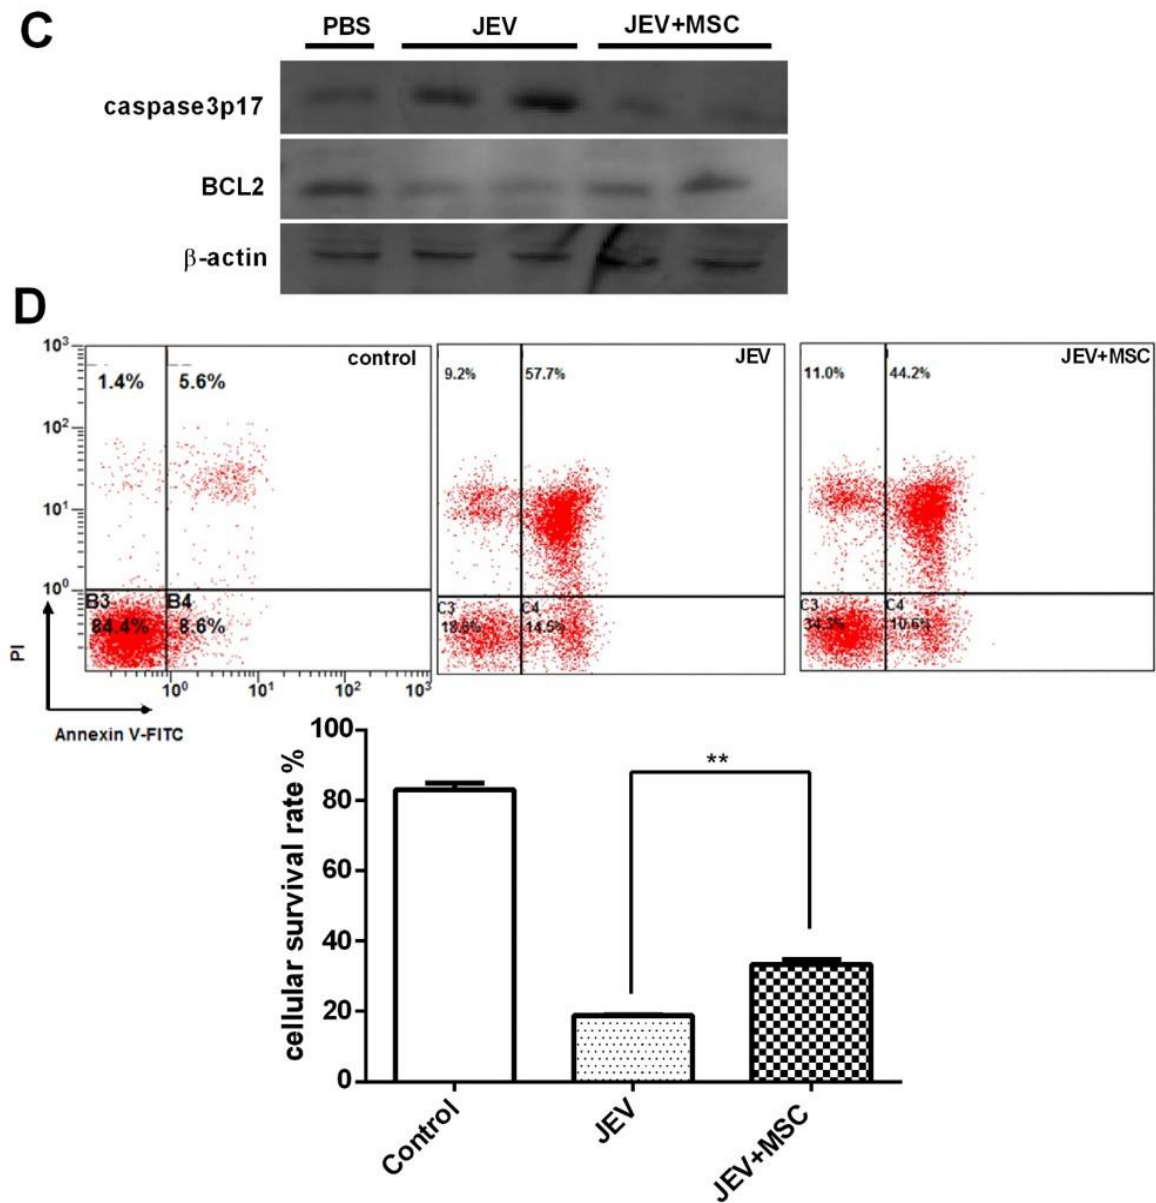 C
PBS JEV JEV+MSC
caspase3p17
BCL2
β-actin
D
10³
10²
10¹
10⁰
control
1.4% 5.6%
B3 B4
84.4% 8.6%
10⁰ 10¹ 10² 10³
PI
Annexin V-FITC
JEV
9.2% 57.7%
C3 C4
14.5%
JEV+MSC
11.0% 44.2%
C3 C4
10.6%
cellular survival rate %
100
80
60
40
20
0
**
Control
JEV
JEV+MSC